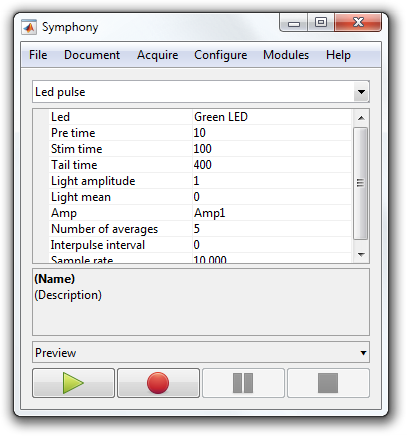 Symphony
File Document Acquire Configure Modules Help
Led pulse
Led Green LED
Pre time 10
Stim time 100
Tail time 400
Light amplitude 1
Light mean 0
Amp Amp1
Number of averages 5
Interpulse interval 0
Sample rate 10,000
(Name)
(Description)
Preview